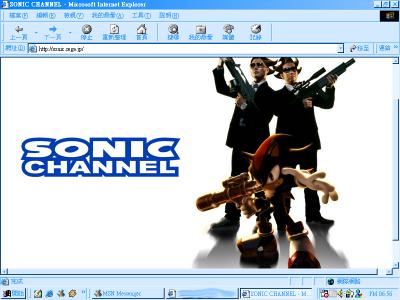 SONIC CHANNEL - Microsoft Internet Explorer
檔案(F) 編輯(E) 檢視(V) 我的最愛(A) 工具(T) 說明(H)
上一頁 下一頁 停止 重新整理 首頁 搜尋 我的最愛 媒體 記錄
網址(D) http://sonic.sega.jp/ 移至 連結 »
SONIC
CHANNEL
完成 網際網路
開始 » MSN Messenger SONIC CHANNEL - M... PM 06:56